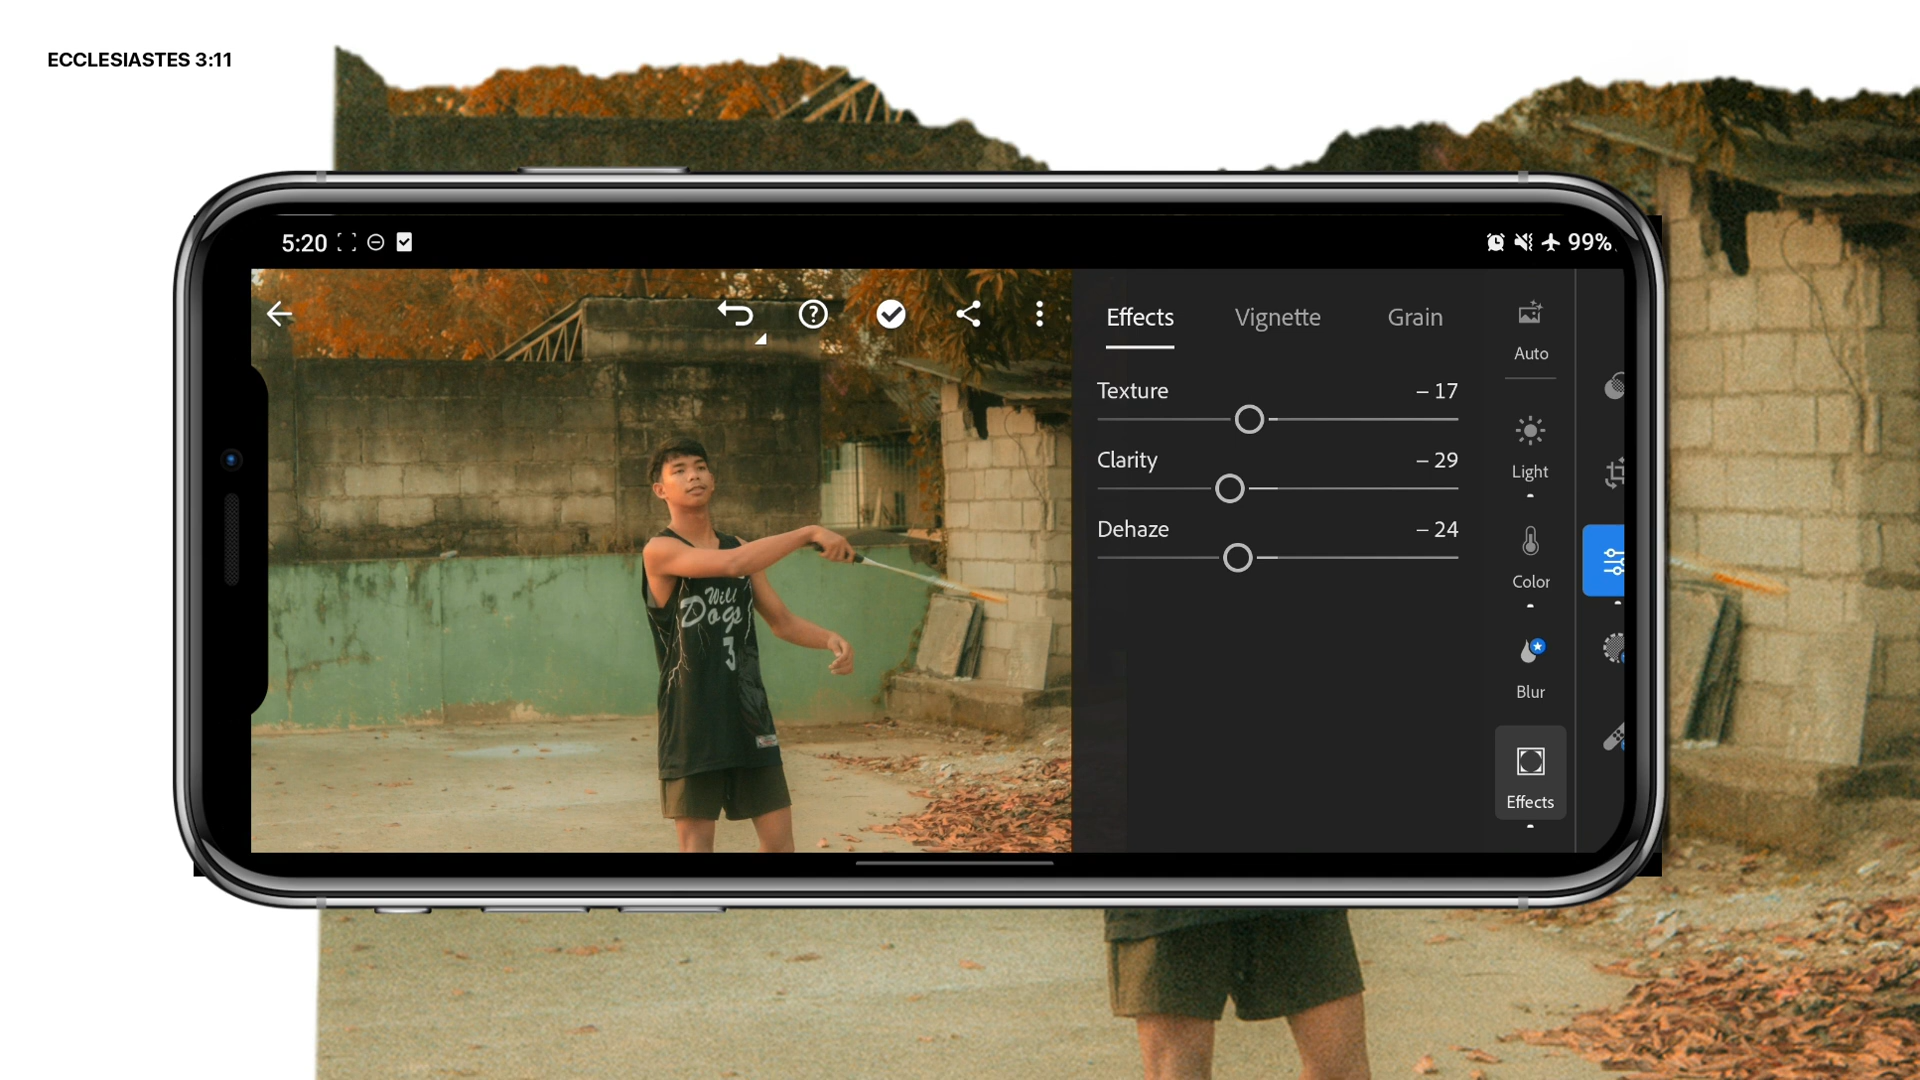 ECCLESIASTES 3:11
5:20
99%
Effects Vignette Grain
Auto
Texture – 17
Clarity – 29
Light
Dehaze – 24
Color
Blur
Effects
Will
Dogs
3